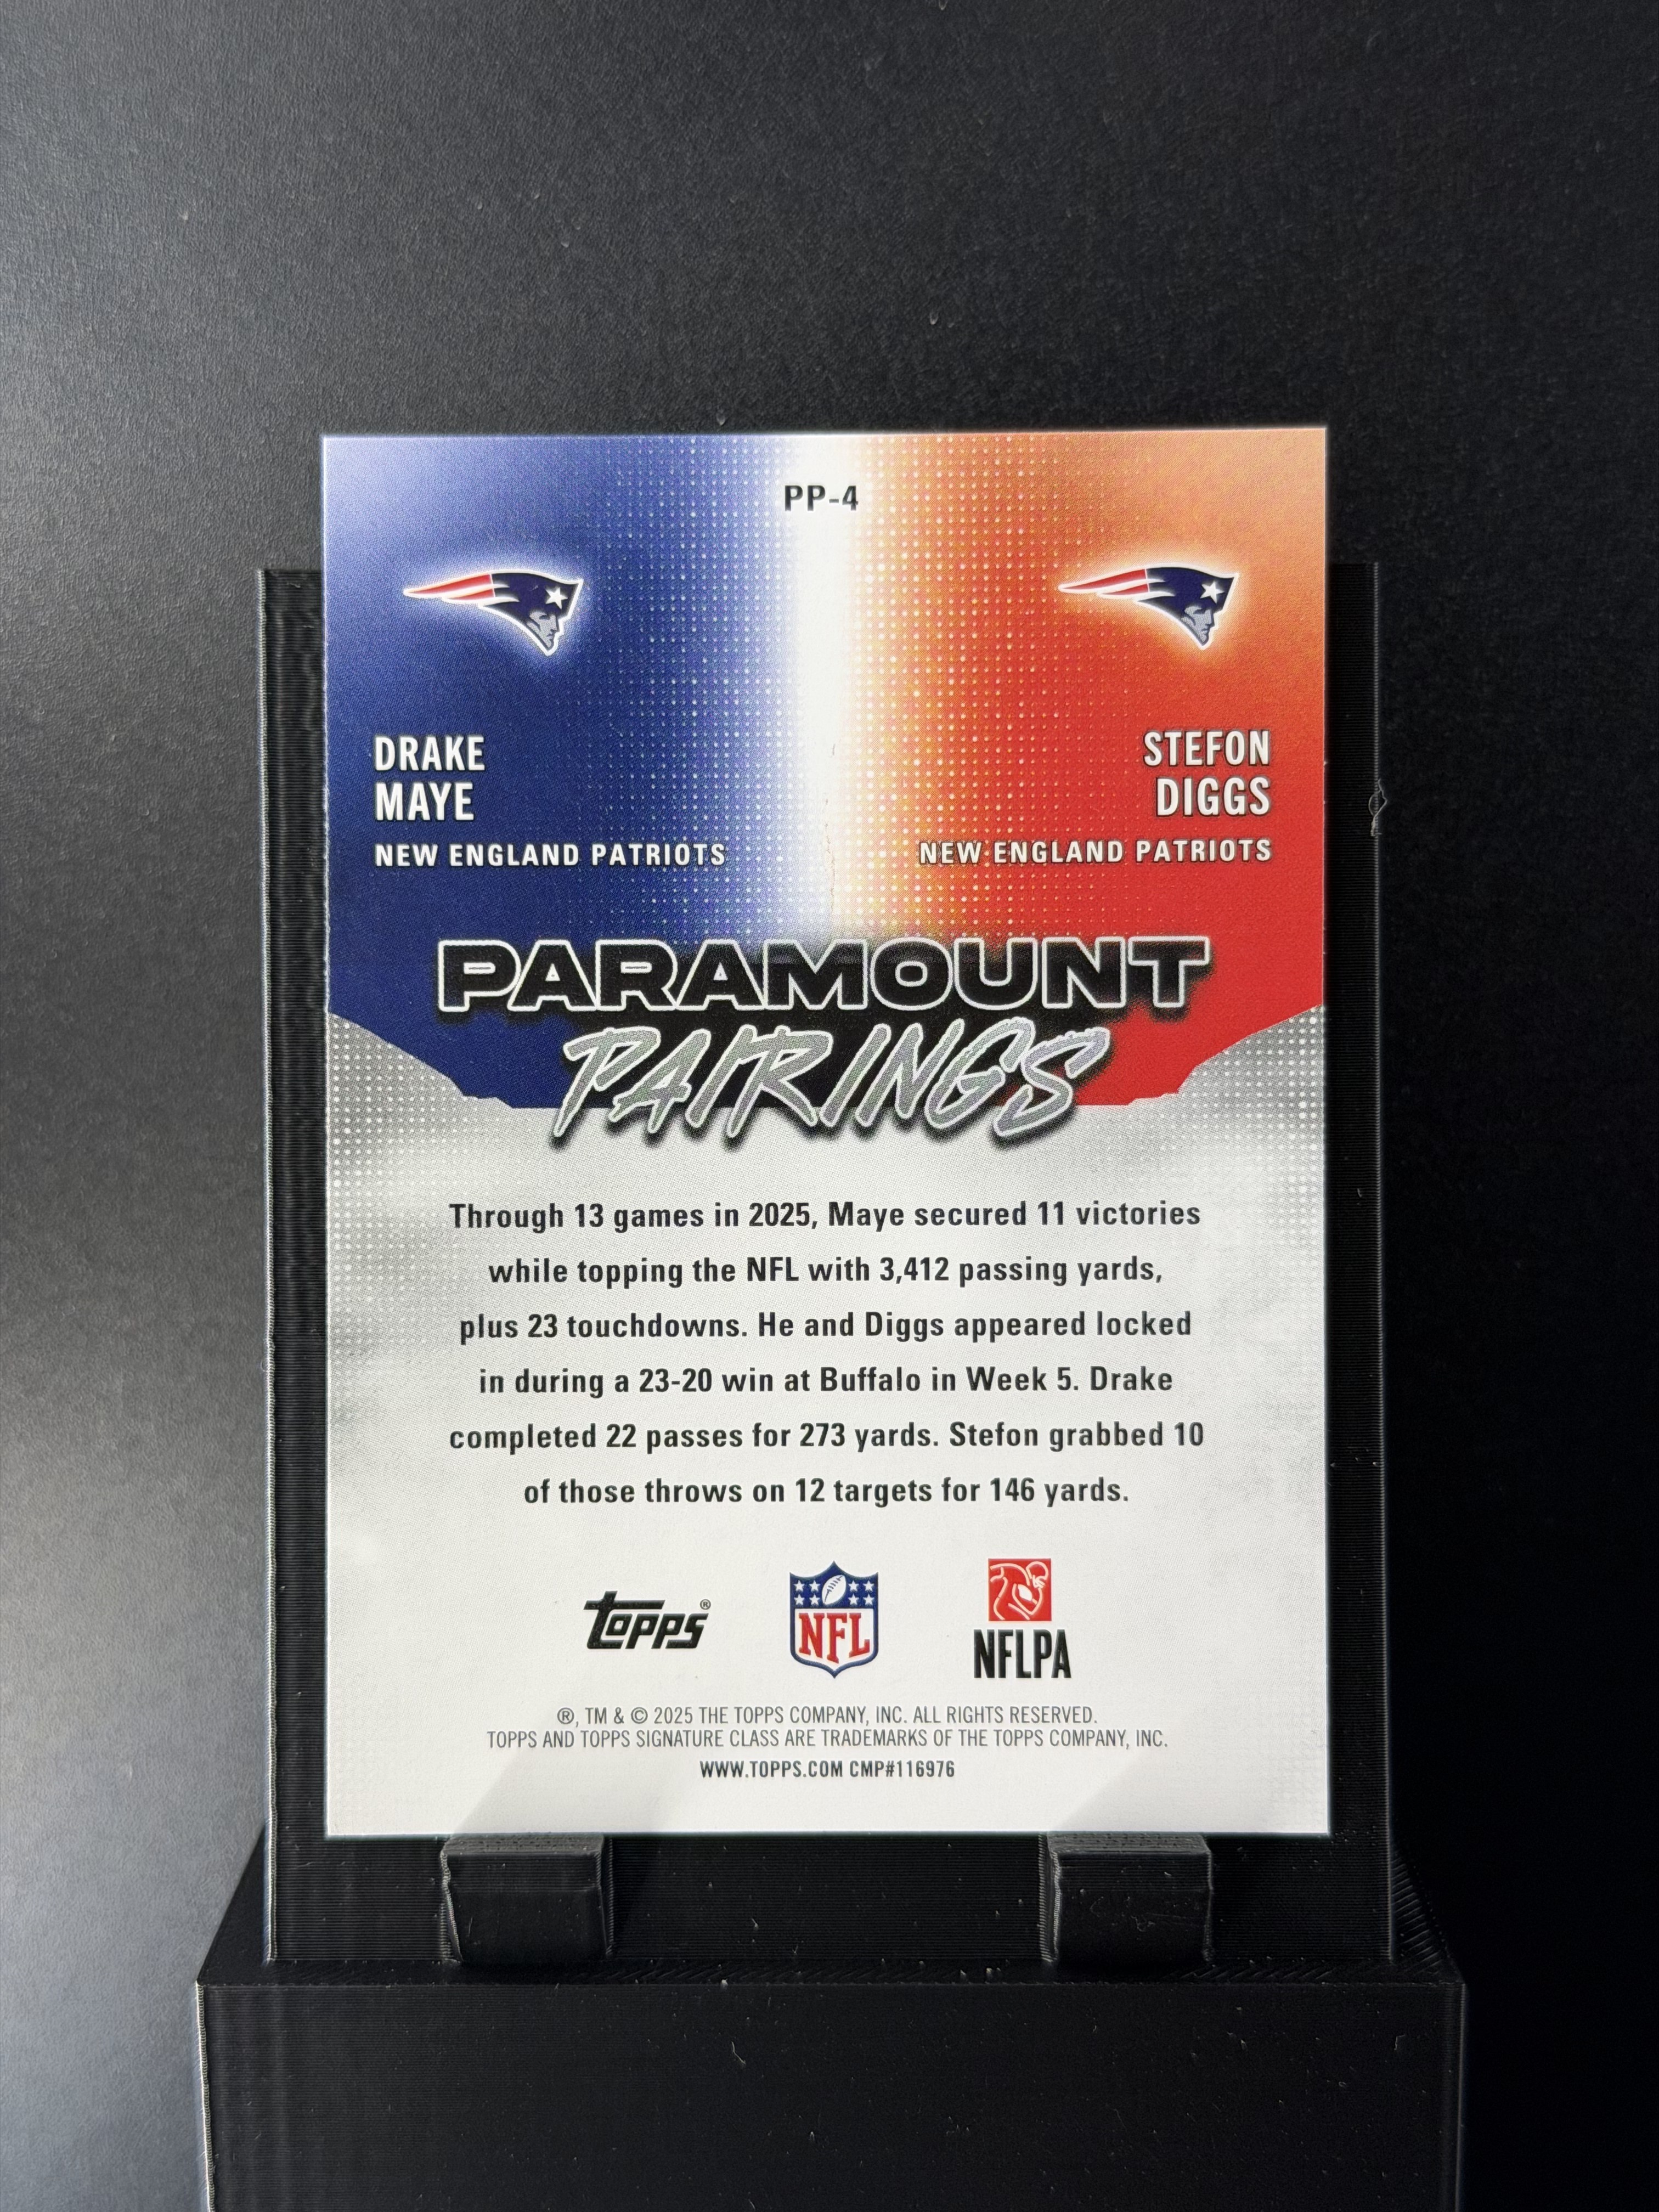 PP-4
DRAKE
MAYE
NEW ENGLAND PATRIOTS
STEFON
DIGGS
NEW ENGLAND PATRIOTS
PARAMOUNT
PAIRINGS
Through 13 games in 2025, Maye secured 11 victories
while topping the NFL with 3,412 passing yards,
plus 23 touchdowns. He and Diggs appeared locked
in during a 23-20 win at Buffalo in Week 5. Drake
completed 22 passes for 273 yards. Stefon grabbed 10
of those throws on 12 targets for 146 yards.
topps®
NFL
NFLPA
®, TM & © 2025 THE TOPPS COMPANY, INC. ALL RIGHTS RESERVED.
TOPPS AND TOPPS SIGNATURE CLASS ARE TRADEMARKS OF THE TOPPS COMPANY, INC.
WWW.TOPPS.COM CMP#116976